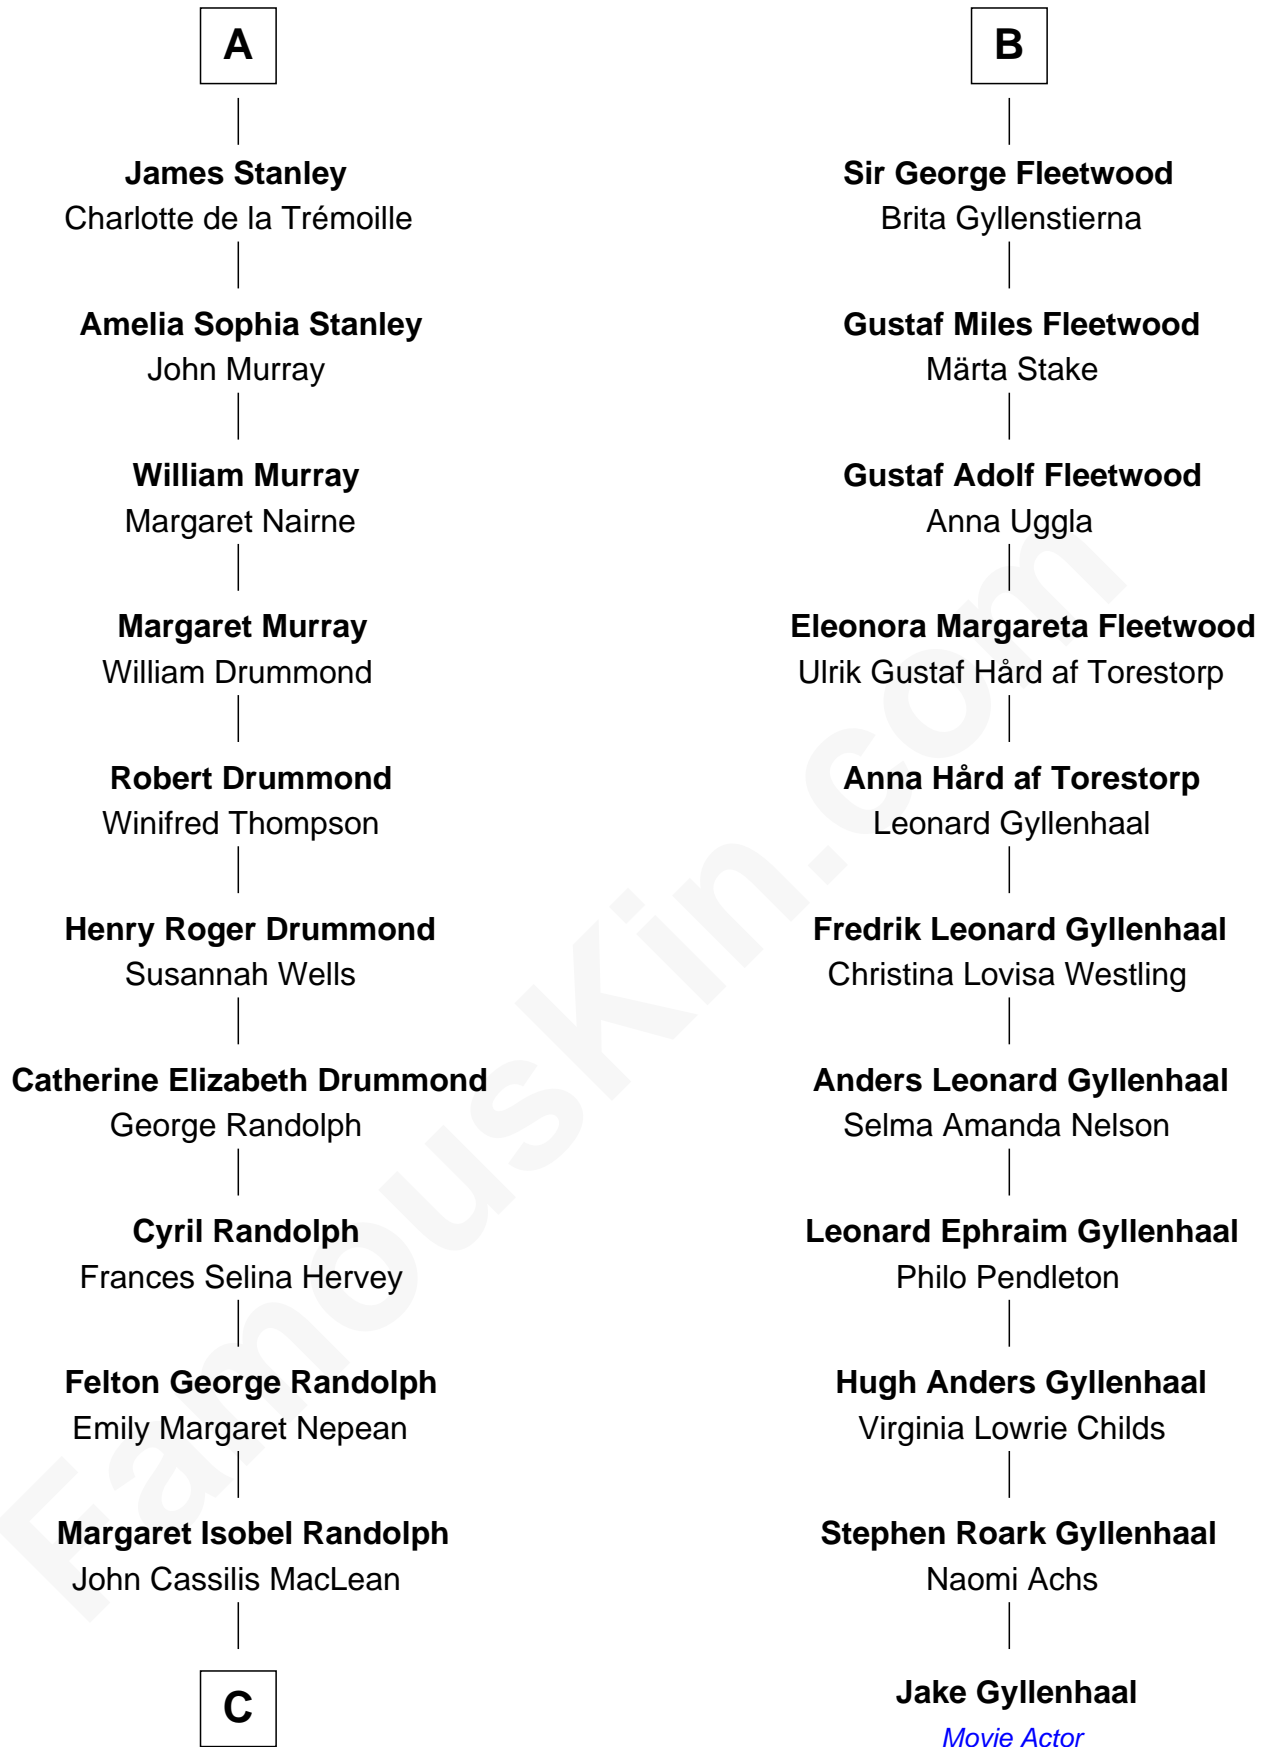 A
James Stanley
Charlotte de la Trémoille
Amelia Sophia Stanley
John Murray
William Murray
Margaret Nairne
Margaret Murray
William Drummond
Robert Drummond
Winifred Thompson
Henry Roger Drummond
Susannah Wells
Catherine Elizabeth Drummond
George Randolph
Cyril Randolph
Frances Selina Hervey
Felton George Randolph
Emily Margaret Nepean
Margaret Isobel Randolph
John Cassilis MacLean
C
B
Sir George Fleetwood
Brita Gyllenstierna
Gustaf Miles Fleetwood
Märta Stake
Gustaf Adolf Fleetwood
Anna Uggla
Eleonora Margareta Fleetwood
Ulrik Gustaf Hård af Torestorp
Anna Hård af Torestorp
Leonard Gyllenhaal
Fredrik Leonard Gyllenhaal
Christina Lovisa Westling
Anders Leonard Gyllenhaal
Selma Amanda Nelson
Leonard Ephraim Gyllenhaal
Philo Pendleton
Hugh Anders Gyllenhaal
Virginia Lowrie Childs
Stephen Roark Gyllenhaal
Naomi Achs
Jake Gyllenhaal
Movie Actor
FamousKin.com